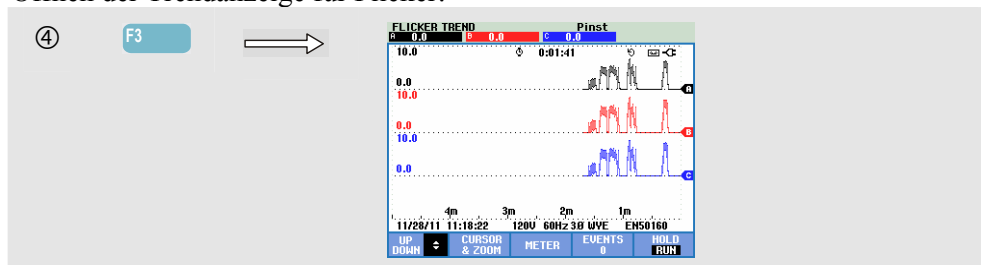 Öffnen der Trendanzeige für Flicker:
④ F3
FLICKER TREND Pinst
A 0.0 B 0.0 C 0.0
10.0 0:01:41
0.0 A
10.0
0.0 B
10.0
0.0 C
4m 3m 2m 1m
11/28/11 11:18:22 120V 60Hz 3Ø WYE EN50160
UP DOWN CURSOR & ZOOM METER EVENTS 0 HOLD RUN